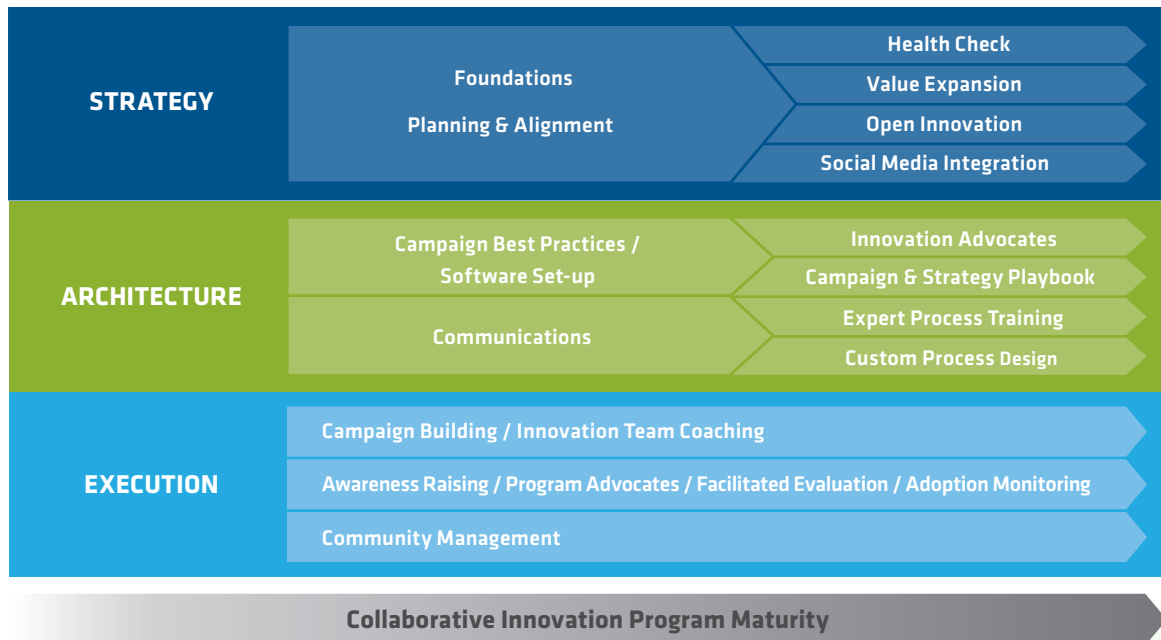 STRATEGY
Foundations
Planning & Alignment
Health Check
Value Expansion
Open Innovation
Social Media Integration
ARCHITECTURE
Campaign Best Practices /
Software Set-up
Communications
Innovation Advocates
Campaign & Strategy Playbook
Expert Process Training
Custom Process Design
EXECUTION
Campaign Building / Innovation Team Coaching
Awareness Raising / Program Advocates / Facilitated Evaluation / Adoption Monitoring
Community Management
Collaborative Innovation Program Maturity